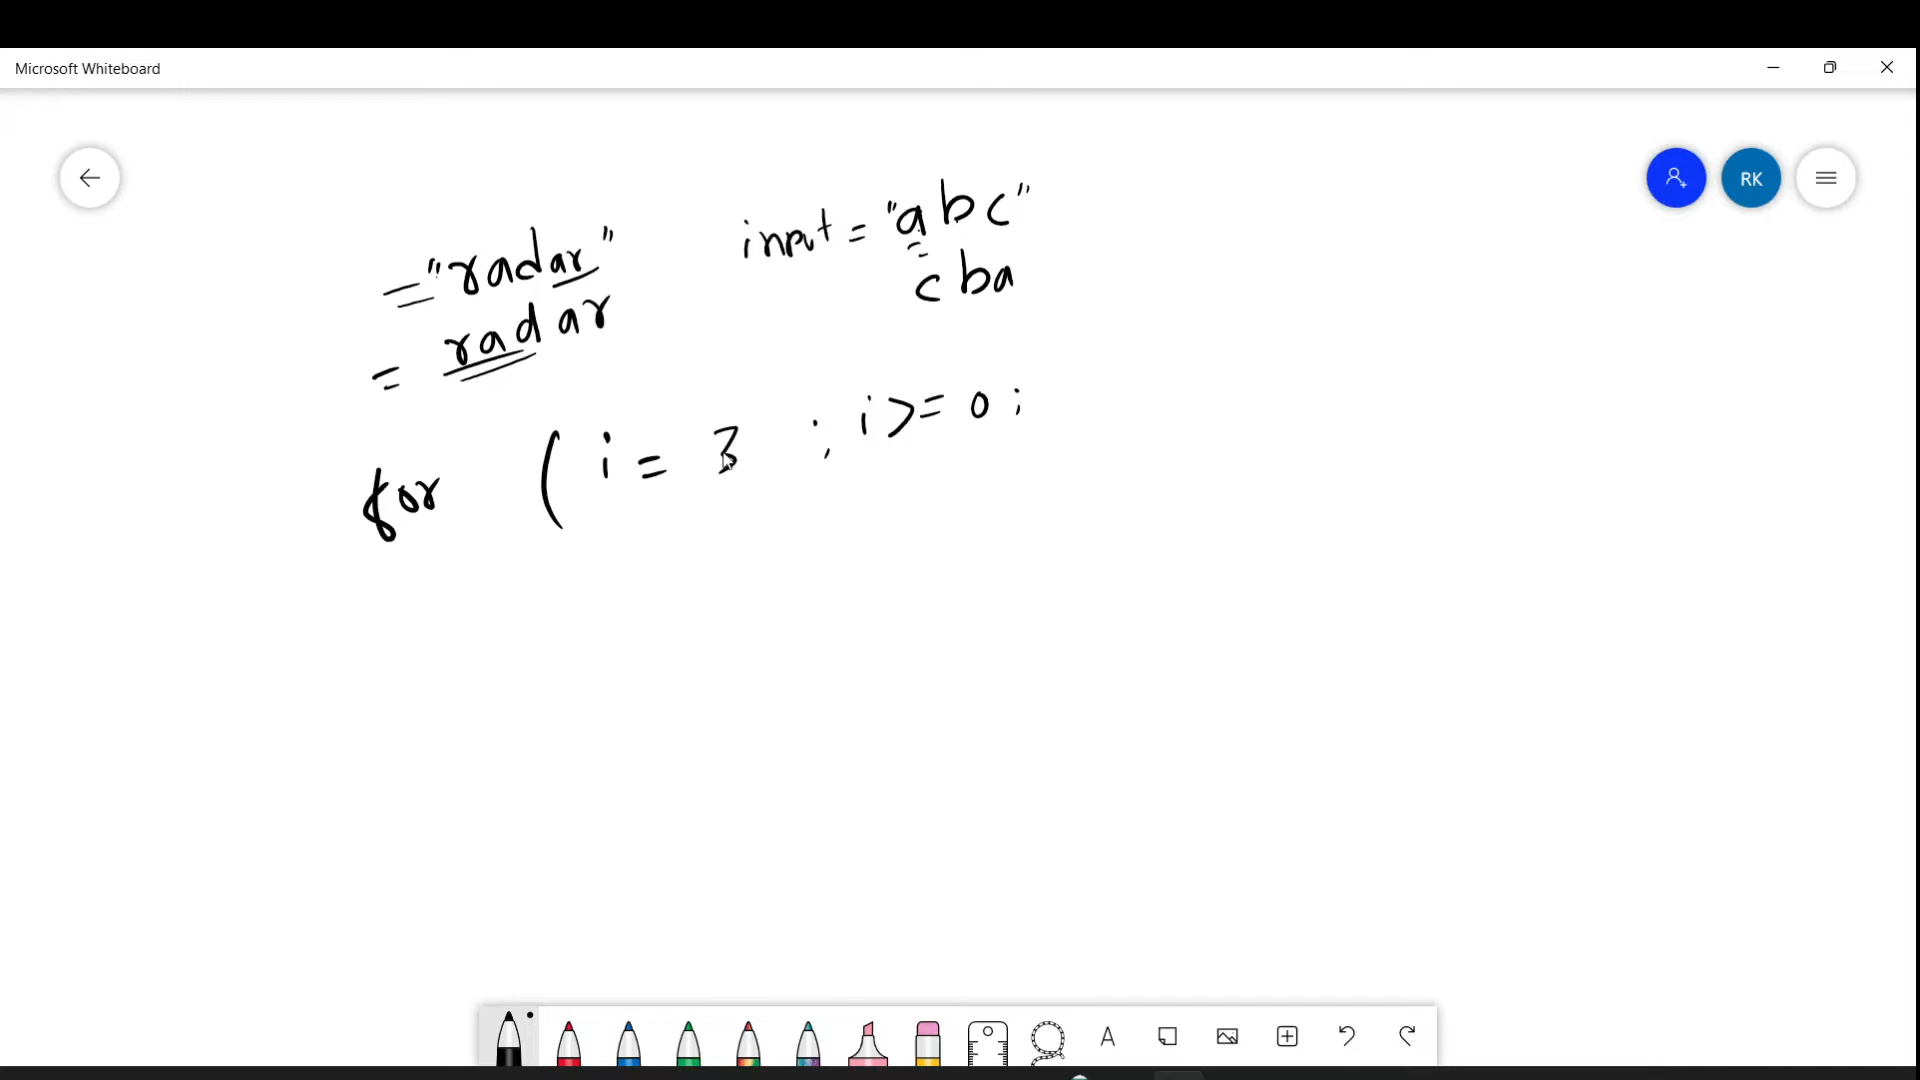 Microsoft Whiteboard
RK
= "radar"
= radar
input = "abc"
=
cba
for ( i = 3 ; i >= 0 ;
A